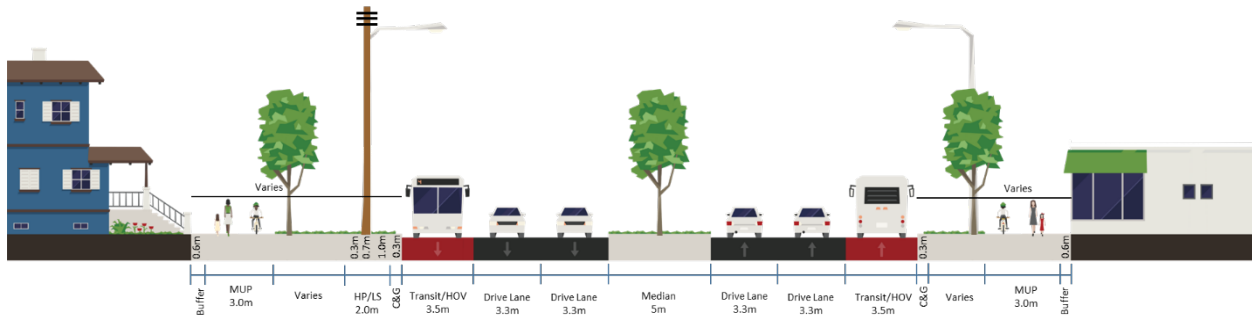 Varies
Varies
0.6m
0.3m
0.7m
1.0m
0.3m
0.3m
0.6m
Buffer
MUP
3.0m
Varies
HP/LS
2.0m
C&G
Transit/HOV
3.5m
Drive Lane
3.3m
Drive Lane
3.3m
Median
5m
Drive Lane
3.3m
Drive Lane
3.3m
Transit/HOV
3.5m
C&G
Varies
MUP
3.0m
Buffer